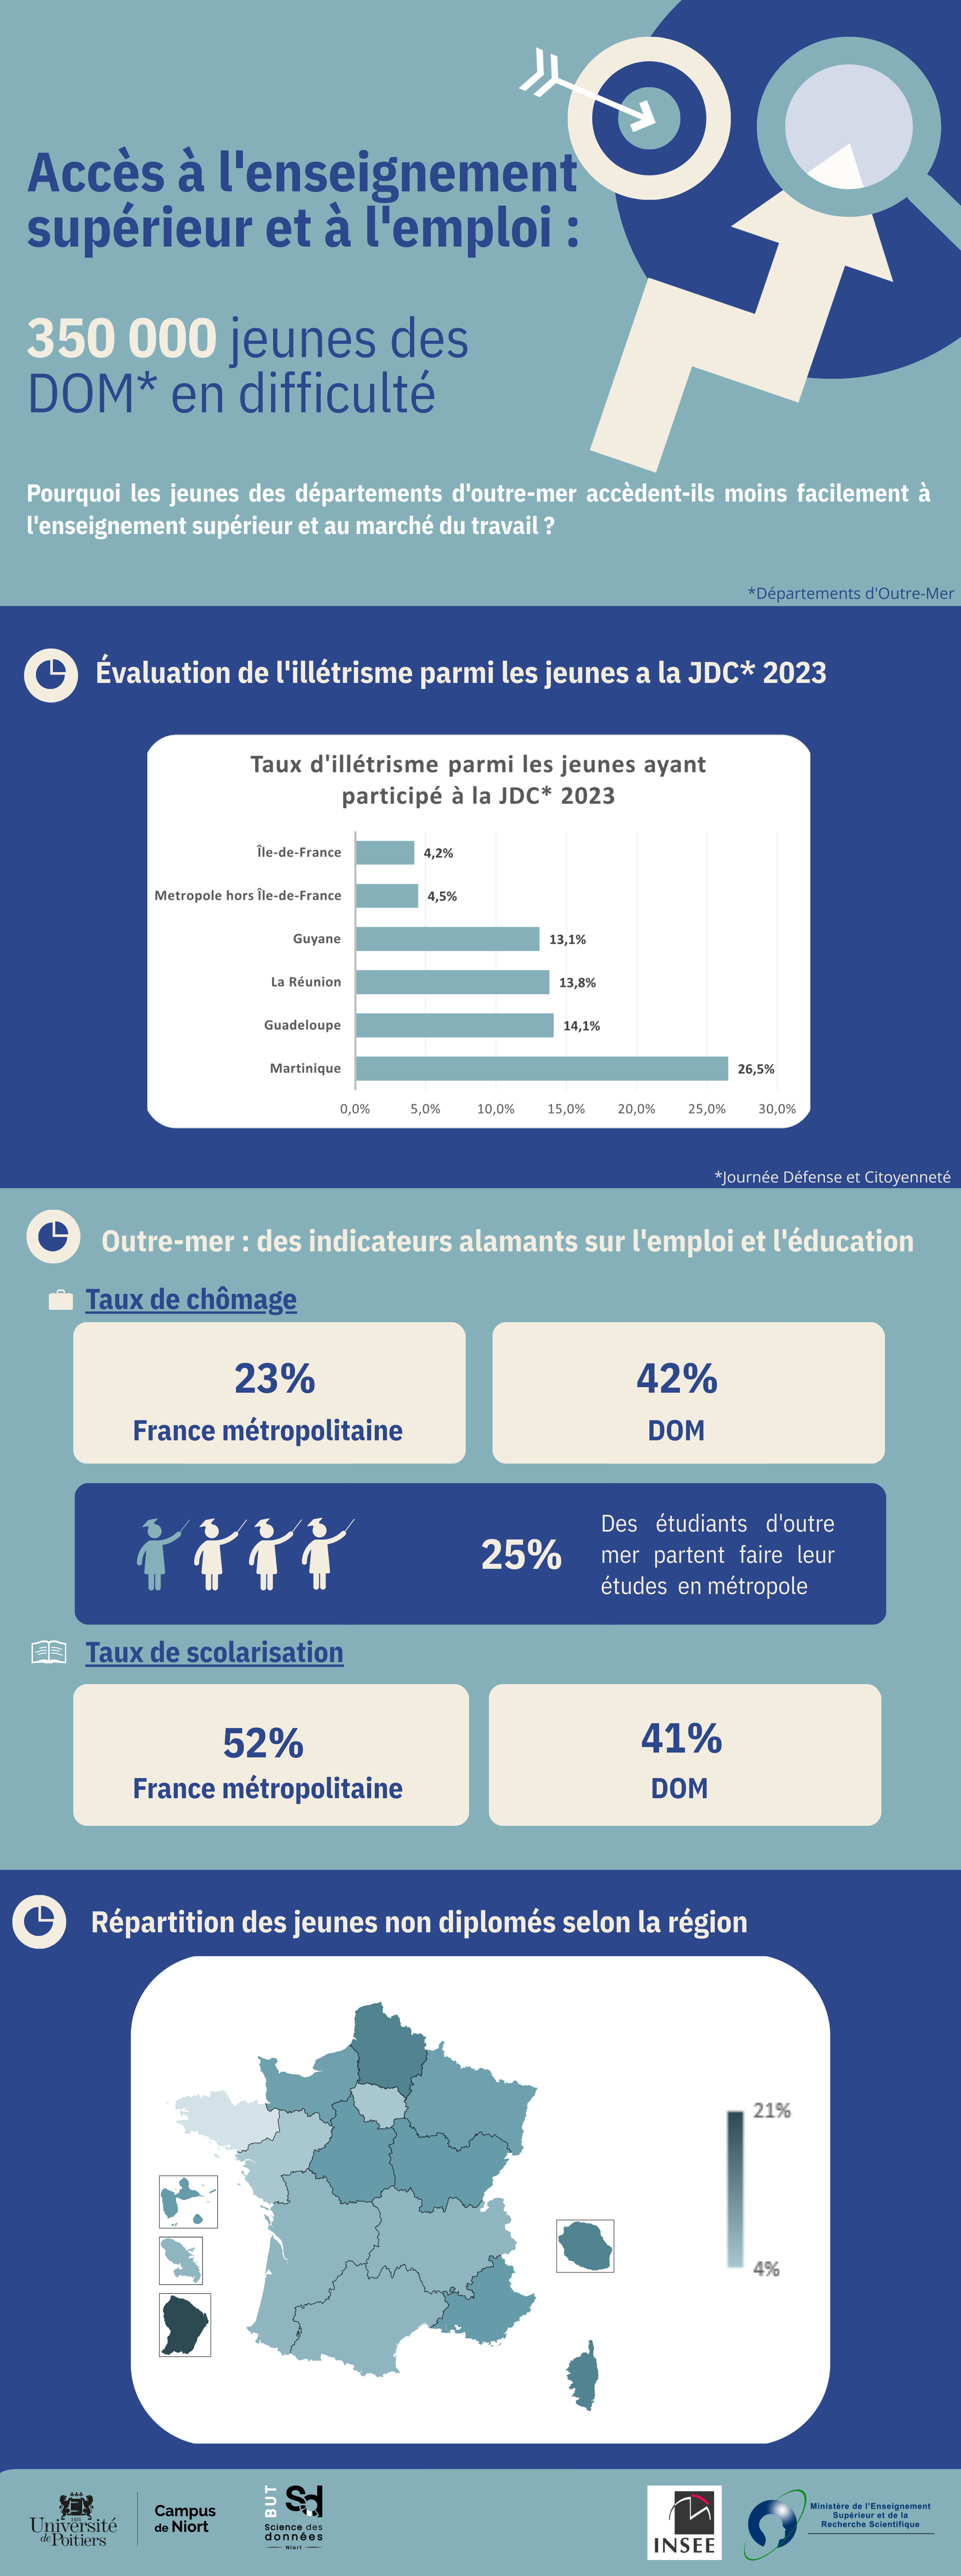 Accès à l'enseignement
supérieur et à l'emploi :
350 000 jeunes des
DOM* en difficulté
Pourquoi les jeunes des départements d'outre-mer accèdent-ils moins facilement à
l'enseignement supérieur et au marché du travail ?
*Départements d'Outre-Mer
Évaluation de l'illétrisme parmi les jeunes a la JDC* 2023
Taux d'illétrisme parmi les jeunes ayant
participé à la JDC* 2023
Île-de-France 4,2%
Metropole hors Île-de-France 4,5%
Guyane 13,1%
La Réunion 13,8%
Guadeloupe 14,1%
Martinique 26,5%
0,0% 5,0% 10,0% 15,0% 20,0% 25,0% 30,0%
*Journée Défense et Citoyenneté
Outre-mer : des indicateurs alamants sur l'emploi et l'éducation
Taux de chômage
23%
France métropolitaine
42%
DOM
25%
Des étudiants d'outre
mer partent faire leur
études en métropole
Taux de scolarisation
52%
France métropolitaine
41%
DOM
Répartition des jeunes non diplomés selon la région
21%
4%
Université
de Poitiers
Campus
de Niort
BUT
Sd
Science des
données
Niort
INSEE
Ministère de l'Enseignement
Supérieur et de la
Recherche Scientifique